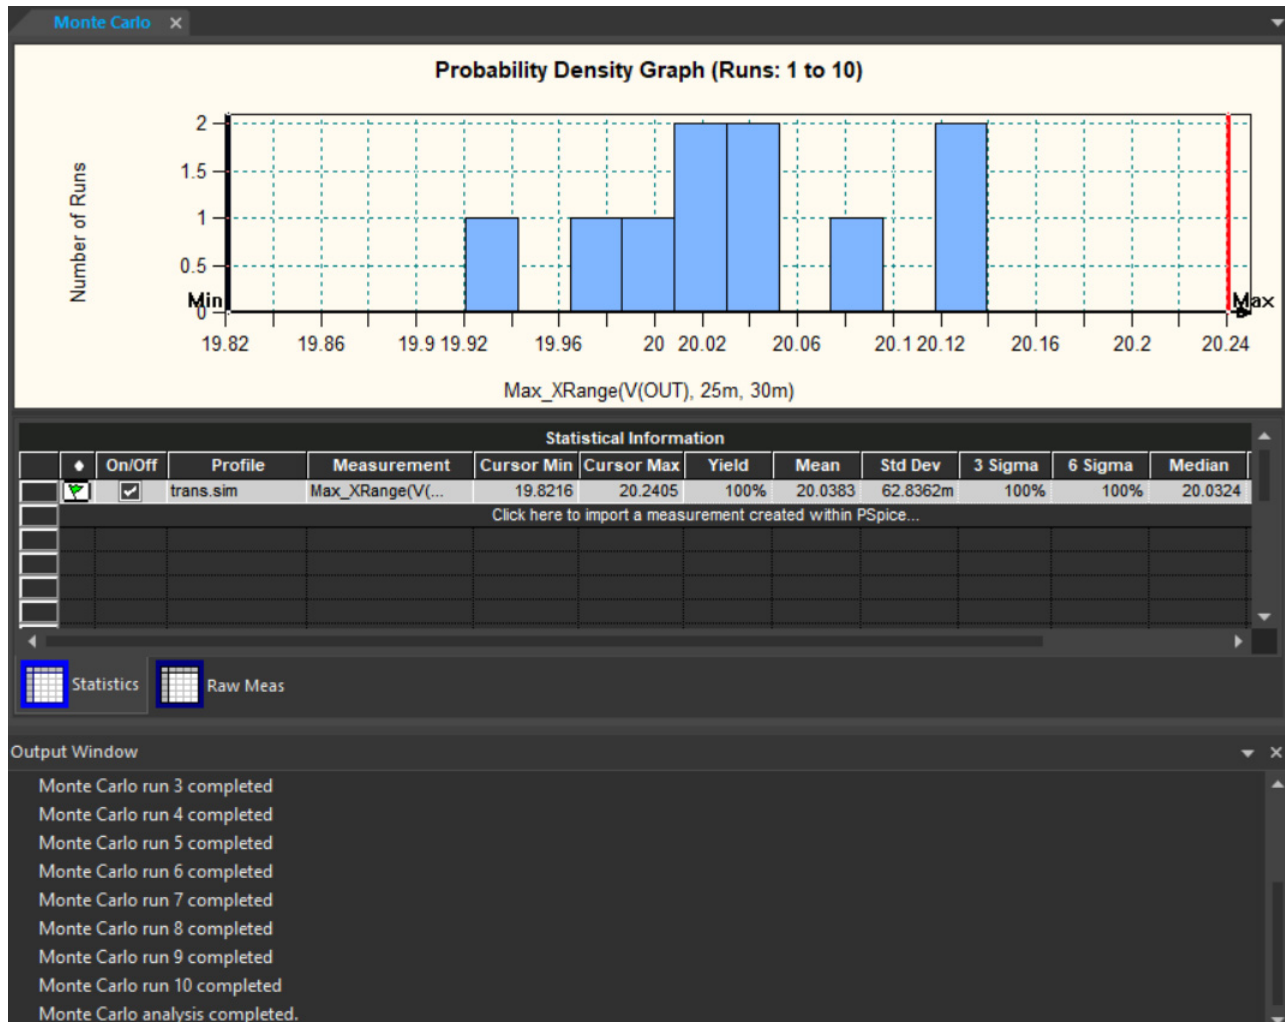 Monte Carlo
Probability Density Graph (Runs: 1 to 10)
Number of Runs
2
1.5
1
0.5
0
Min
Max
19.82 19.86 19.9 19.92 19.96 20 20.02 20.06 20.1 20.12 20.16 20.2 20.24
Max_XRange(V(OUT), 25m, 30m)
Statistical Information
On/Off Profile Measurement Cursor Min Cursor Max Yield Mean Std Dev 3 Sigma 6 Sigma Median
trans.sim Max_XRange(V(... 19.8216 20.2405 100% 20.0383 62.8362m 100% 100% 20.0324
Click here to import a measurement created within PSpice...
Statistics Raw Meas
Output Window
Monte Carlo run 3 completed
Monte Carlo run 4 completed
Monte Carlo run 5 completed
Monte Carlo run 6 completed
Monte Carlo run 7 completed
Monte Carlo run 8 completed
Monte Carlo run 9 completed
Monte Carlo run 10 completed
Monte Carlo analysis completed.